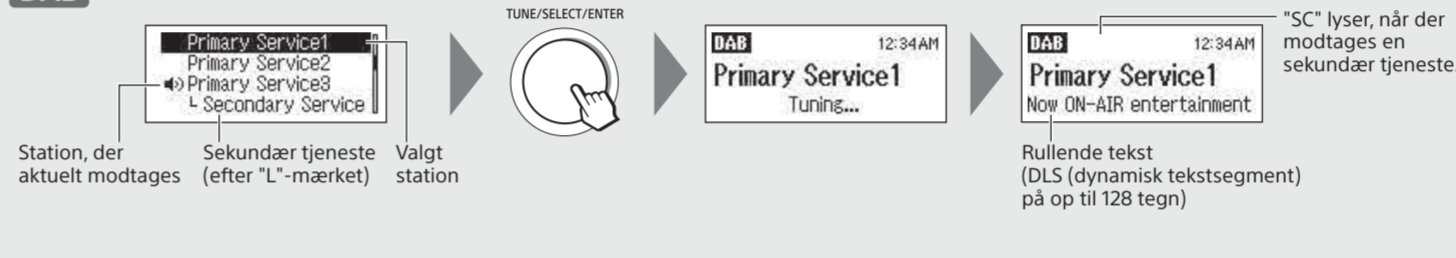 DAB
Primary Service1
Primary Service2
Primary Service3
└ Secondary Service
Station, der
aktuelt modtages
Sekundær tjeneste
(efter "L"-mærket)
Valgt
station
TUNE/SELECT/ENTER
DAB 12:34AM
Primary Service1
Tuning...
DAB 12:34AM
Primary Service1
Now ON-AIR entertainment
"SC" lyser, når der
modtages en
sekundær tjeneste.
Rullende tekst
(DLS (dynamisk tekstsegment)
på op til 128 tegn)